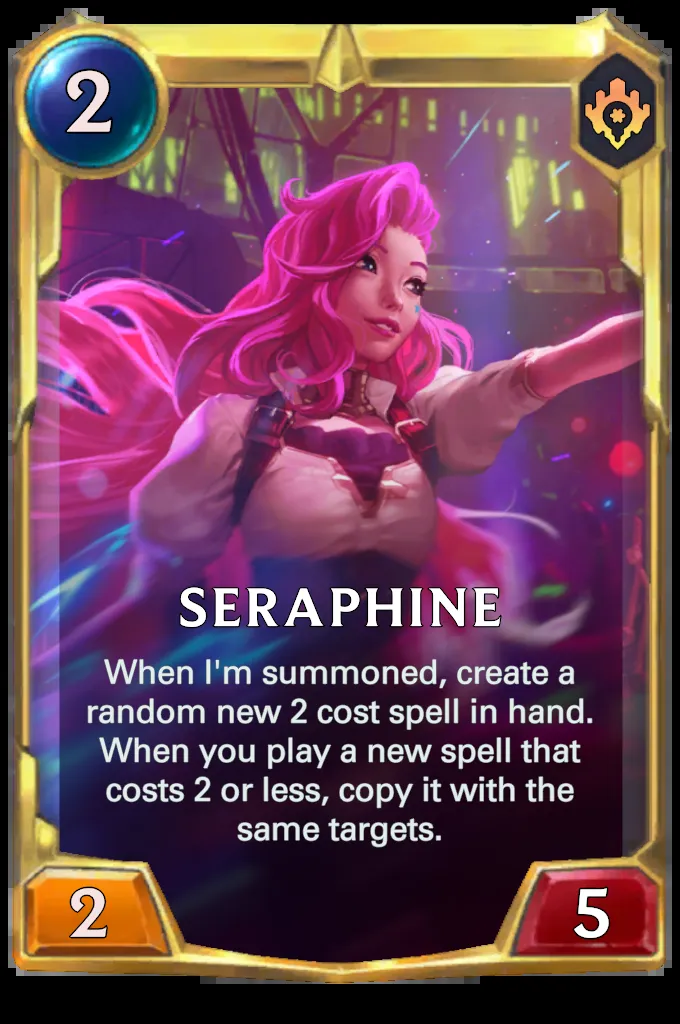 2
SERAPHINE
When I'm summoned, create a
random new 2 cost spell in hand.
When you play a new spell that
costs 2 or less, copy it with the
same targets.
2
5